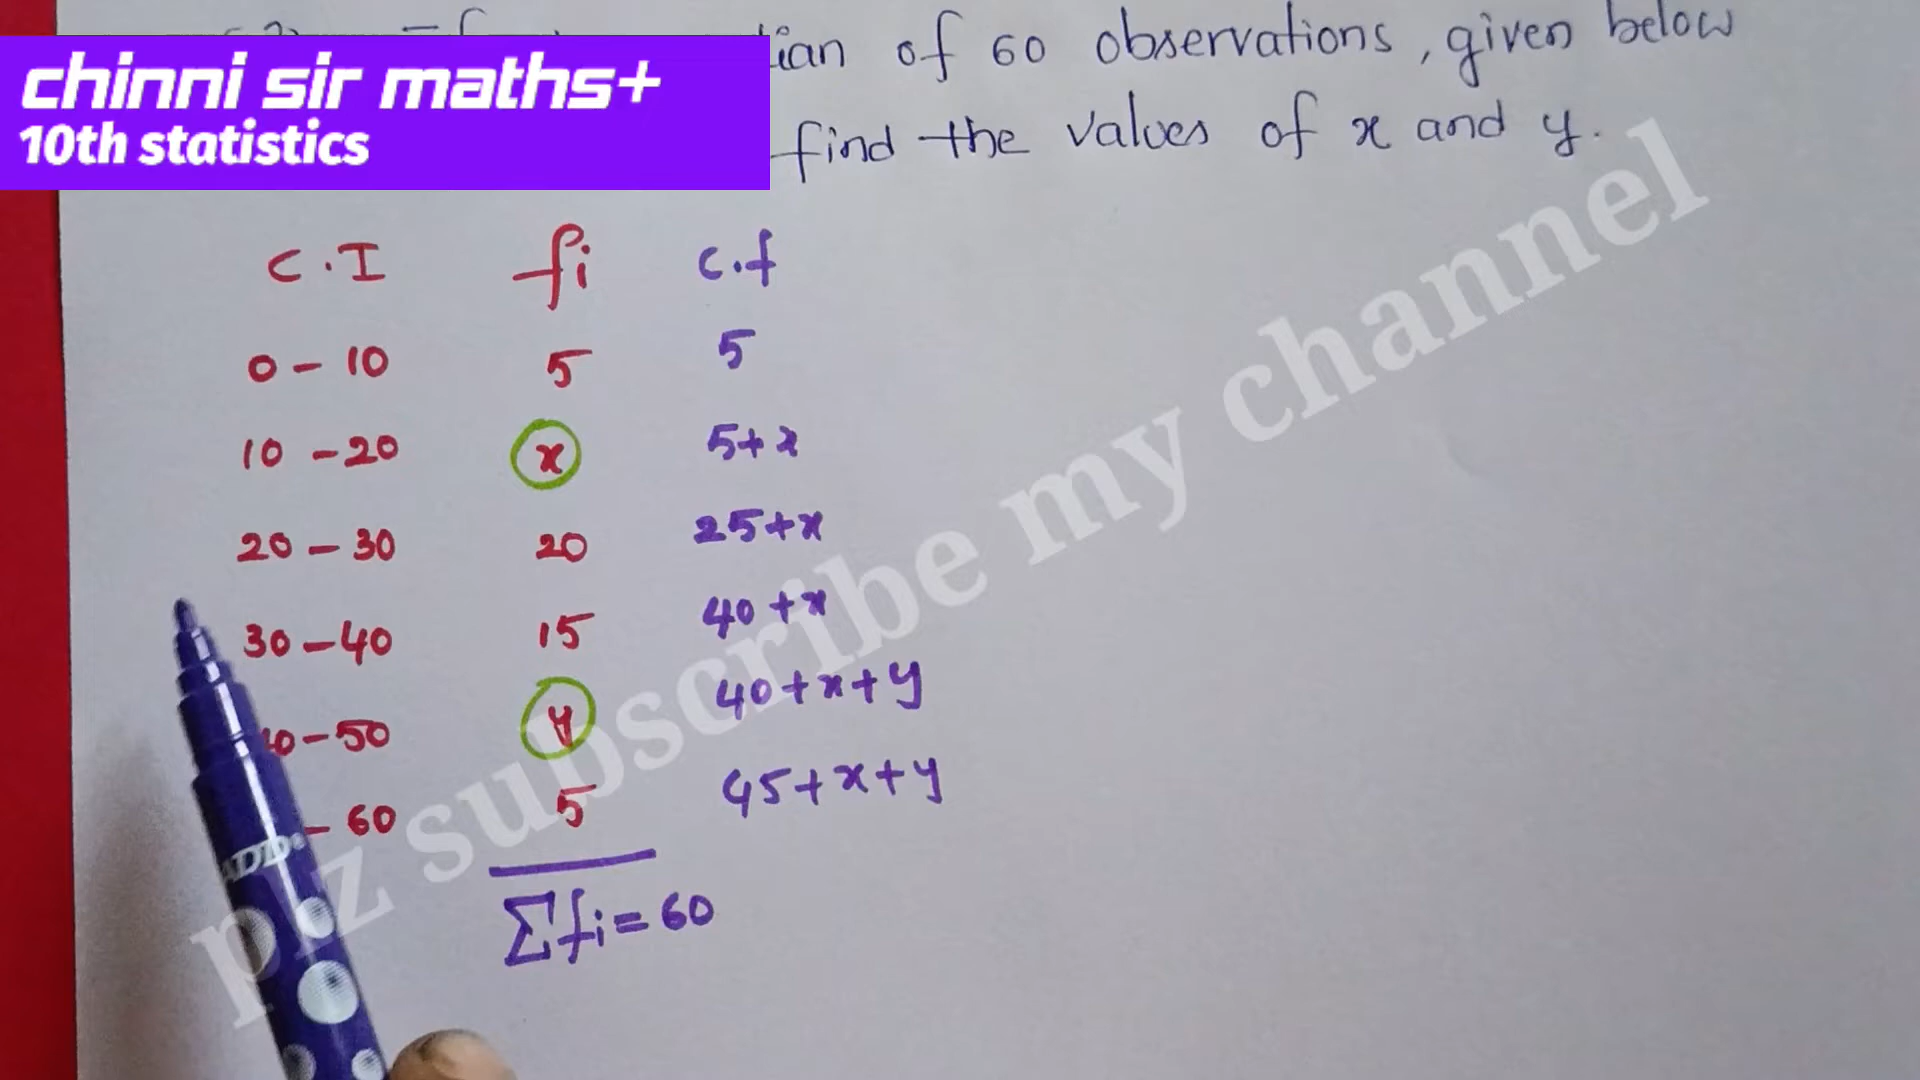 of 60 observations, given below
chinni sir maths+
10th statistics
find the values of x and y.
C.I fi c.f
0 - 10 5 5
10 - 20 x 5+x
20 - 30 20 25+x
30 - 40 15 40+x
- 50 y 40+x+y
- 60 5 45+x+y
Σfi = 60
plz subscribe my channel